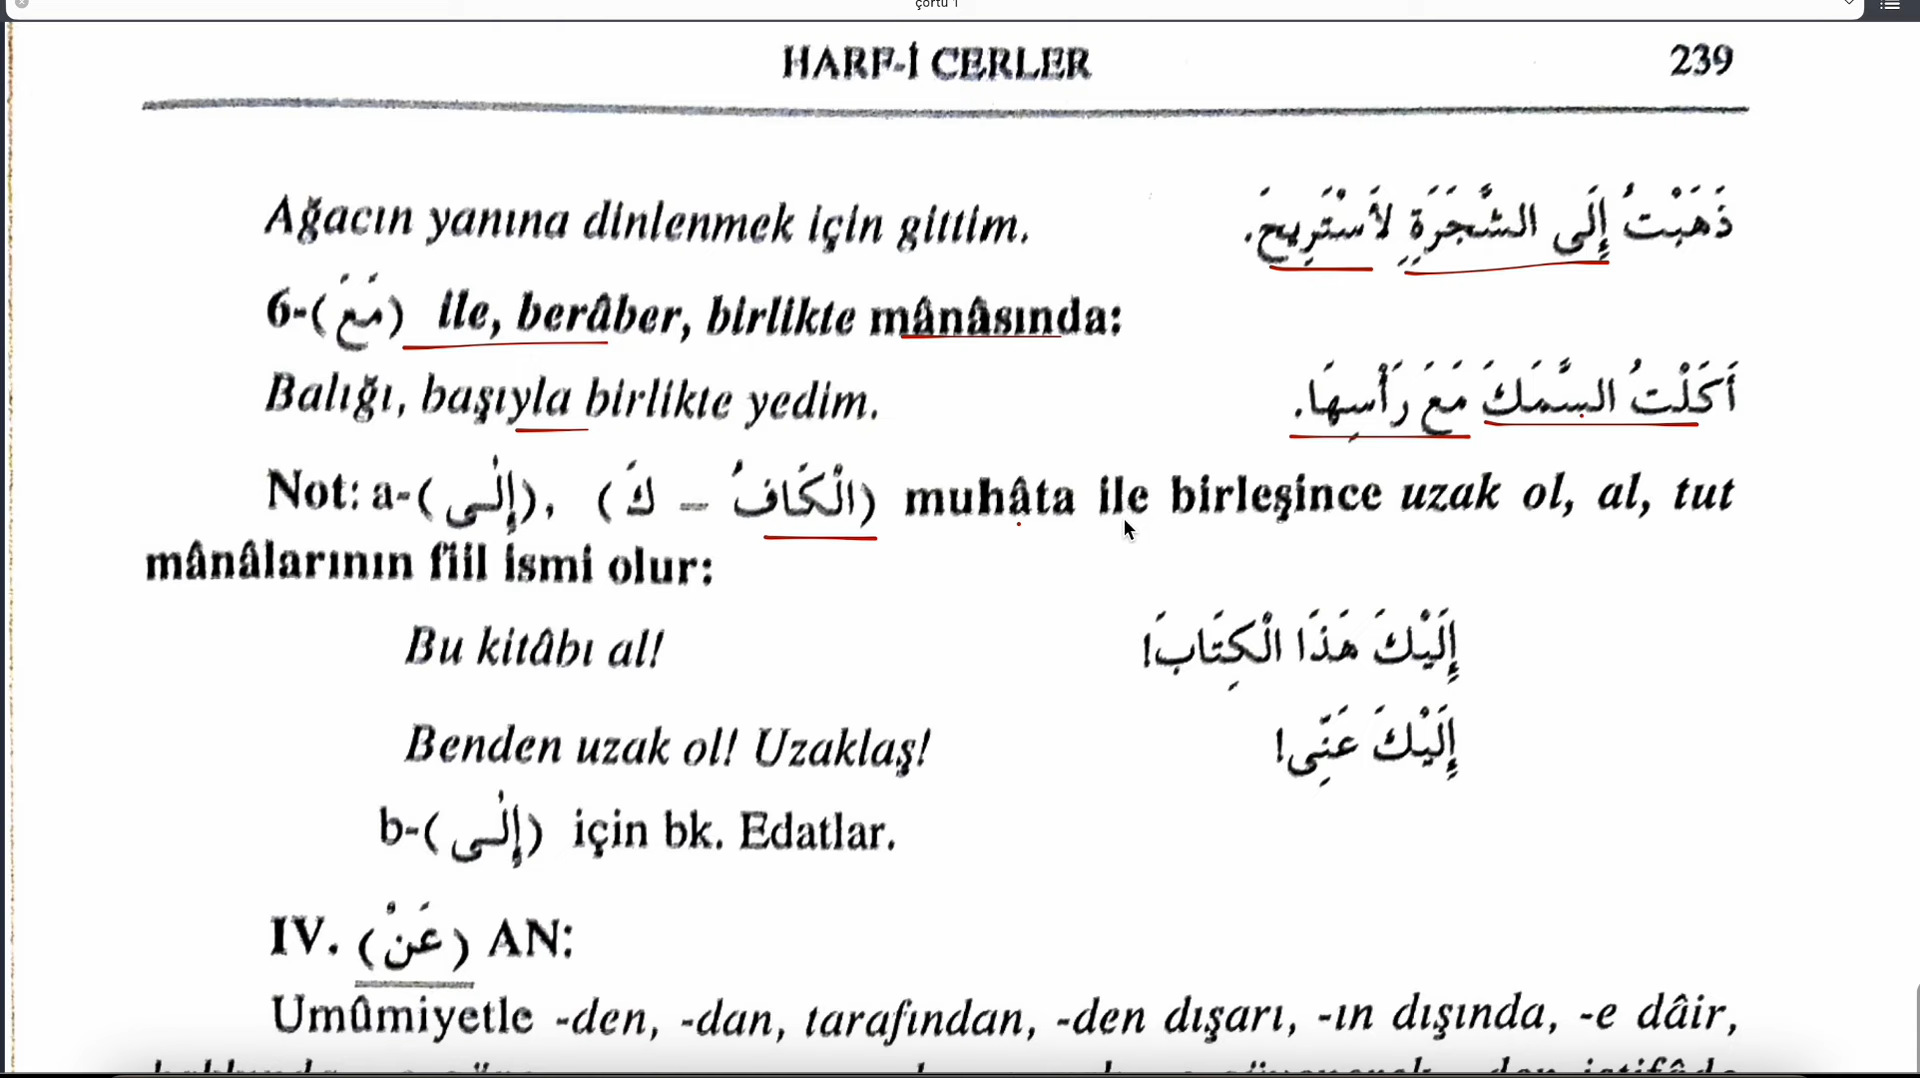 çörtü 1
HARF-İ CERLER 239
Ağacın yanına dinlenmek için gittim. ذَهَبْتُ إِلَى الشَّجَرَةِ لأَسْتَرِيحَ.
6-(مَعَ) ile, berâber, birlikte mânâsında:
Balığı, başıyla birlikte yedim. أَكَلْتُ السَّمَكَ مَعَ رَأْسِهَا.
Not: a-(إِلٰى), (الْكَافُ – كَ) muhâta ile birleşince uzak ol, al, tut
mânâlarının fiil ismi olur:
Bu kitâbı al! إِلَيْكَ هَذَا الْكِتَابَ!
Benden uzak ol! Uzaklaş! إِلَيْكَ عَنِّى!
b-(إِلٰى) için bk. Edatlar.
IV. (عَنْ) AN:
Umûmiyetle -den, -dan, tarafından, -den dışarı, -ın dışında, -e dâir,